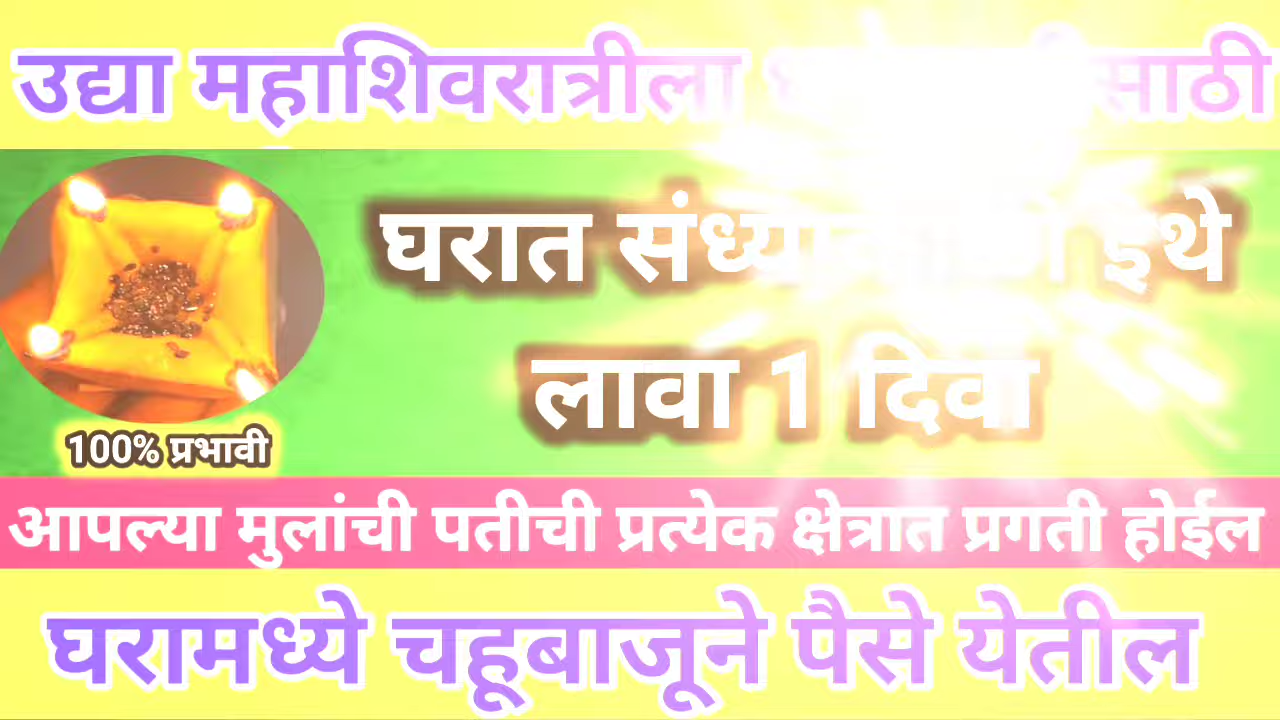 उद्या महाशिवरात्रीला साठी
घरात इथे
लावा 1 दिवा
100% प्रभावी
आपल्या मुलांची पतीची प्रत्येक क्षेत्रात प्रगती होईल
घरामध्ये चहूबाजूने पैसे येतील